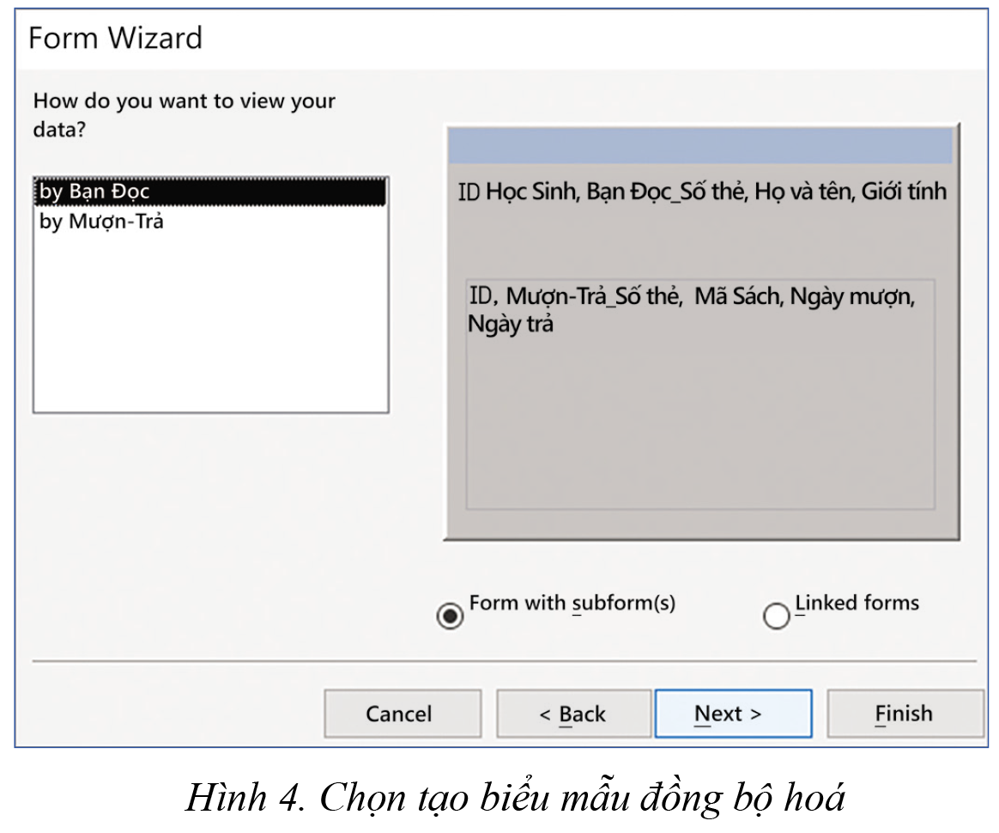 Form Wizard
How do you want to view your
data?
by Bạn Đọc
by Mượn-Trả
ID Học Sinh, Bạn Đọc_Số thẻ, Họ và tên, Giới tính
ID, Mượn-Trả_Số thẻ, Mã Sách, Ngày mượn,
Ngày trả
Form with subform(s)
Linked forms
Cancel
< Back
Next >
Finish
Hình 4. Chọn tạo biểu mẫu đồng bộ hoá